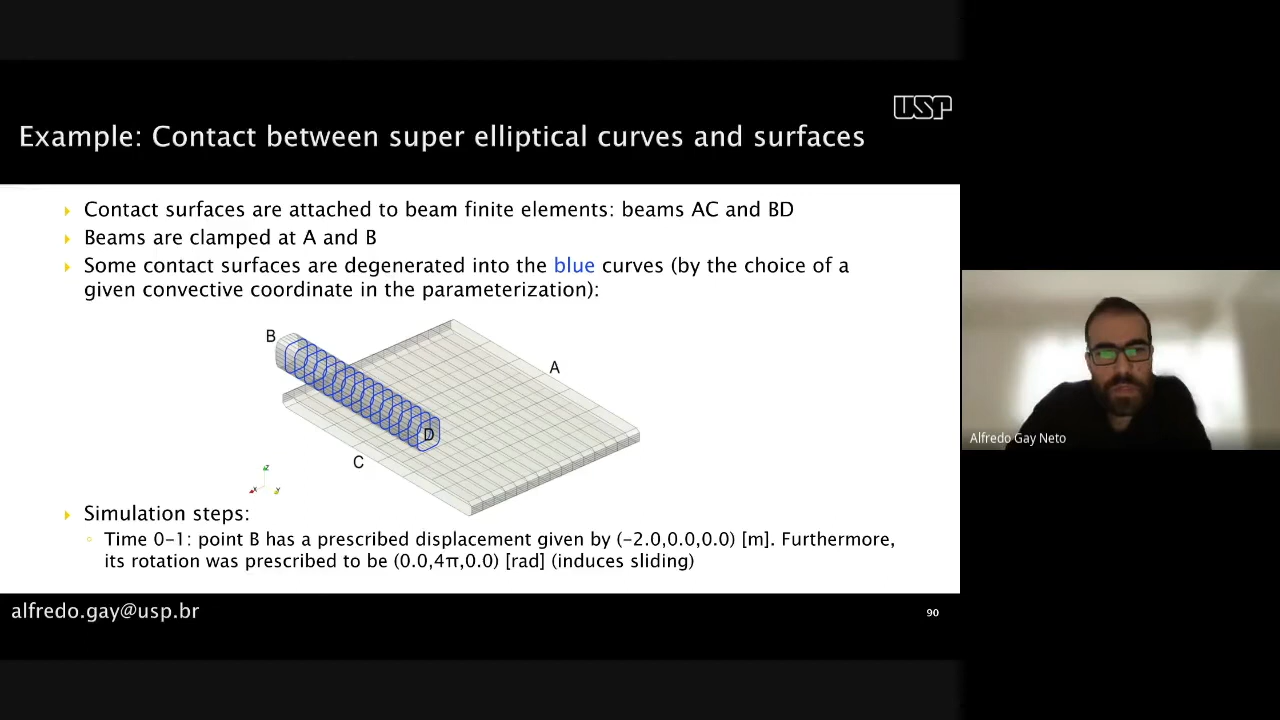 USP
Example: Contact between super elliptical curves and surfaces
Contact surfaces are attached to beam finite elements: beams AC and BD
Beams are clamped at A and B
Some contact surfaces are degenerated into the blue curves (by the choice of a
given convective coordinate in the parameterization):
B
A
D
C
z
x
y
Simulation steps:
Time 0-1: point B has a prescribed displacement given by (-2.0,0.0,0.0) [m]. Furthermore,
its rotation was prescribed to be (0.0,4π,0.0) [rad] (induces sliding)
alfredo.gay@usp.br
90
Alfredo Gay Neto